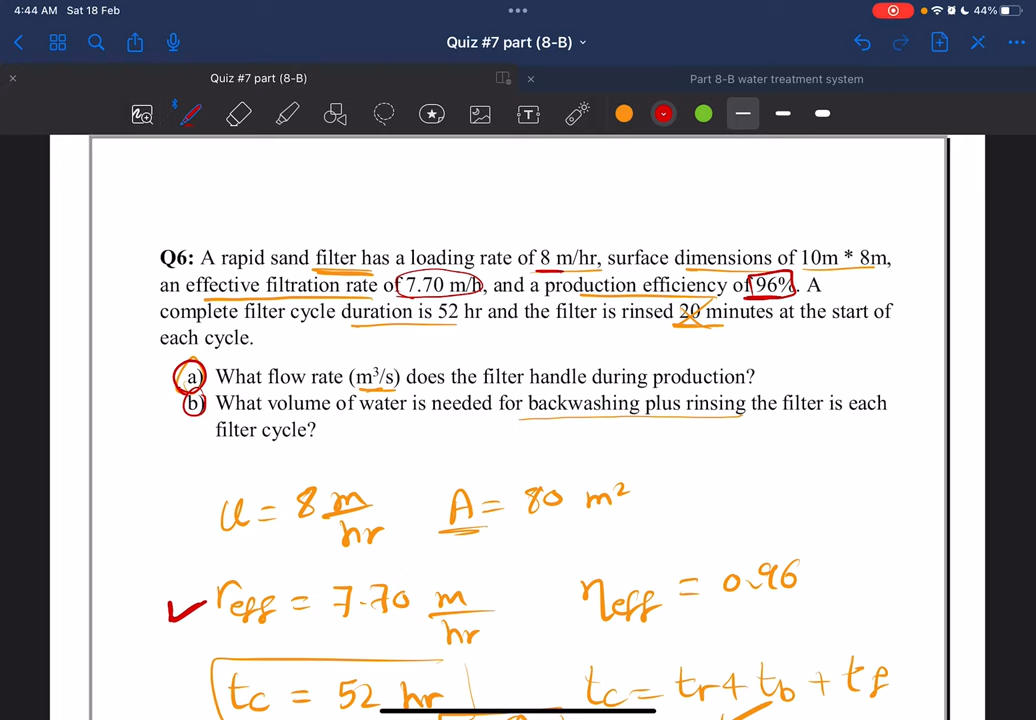 4:44 AM Sat 18 Feb
44%
Quiz #7 part (8-B)
Quiz #7 part (8-B)
Part 8-B water treatment system
Q6: A rapid sand filter has a loading rate of 8 m/hr, surface dimensions of 10m * 8m,
an effective filtration rate of 7.70 m/h, and a production efficiency of 96%. A
complete filter cycle duration is 52 hr and the filter is rinsed 20 minutes at the start of
each cycle.
a) What flow rate (m³/s) does the filter handle during production?
b) What volume of water is needed for backwashing plus rinsing the filter is each
filter cycle?
u = 8 m/hr A = 80 m²
reff = 7.70 m/hr ηeff = 0.96
tc = 52 hr tc = tr + tb + tf